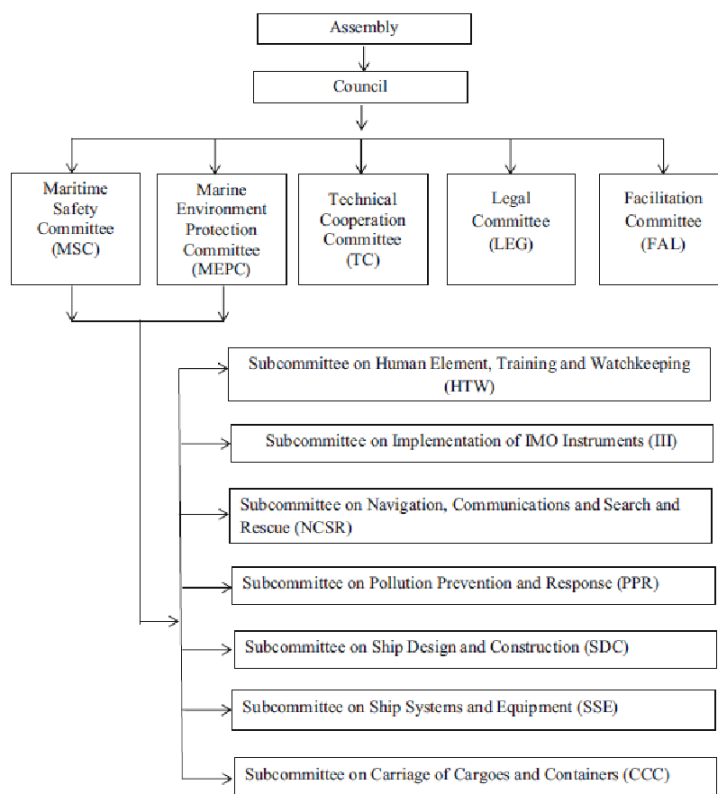 Assembly
Council
Maritime
Safety
Committee
(MSC)
Marine
Environment
Protection
Committee
(MEPC)
Technical
Cooperation
Committee
(TC)
Legal
Committee
(LEG)
Facilitation
Committee
(FAL)
Subcommittee on Human Element, Training and Watchkeeping
(HTW)
Subcommittee on Implementation of IMO Instruments (III)
Subcommittee on Navigation, Communications and Search and
Rescue (NCSR)
Subcommittee on Pollution Prevention and Response (PPR)
Subcommittee on Ship Design and Construction (SDC)
Subcommittee on Ship Systems and Equipment (SSE)
Subcommittee on Carriage of Cargoes and Containers (CCC)